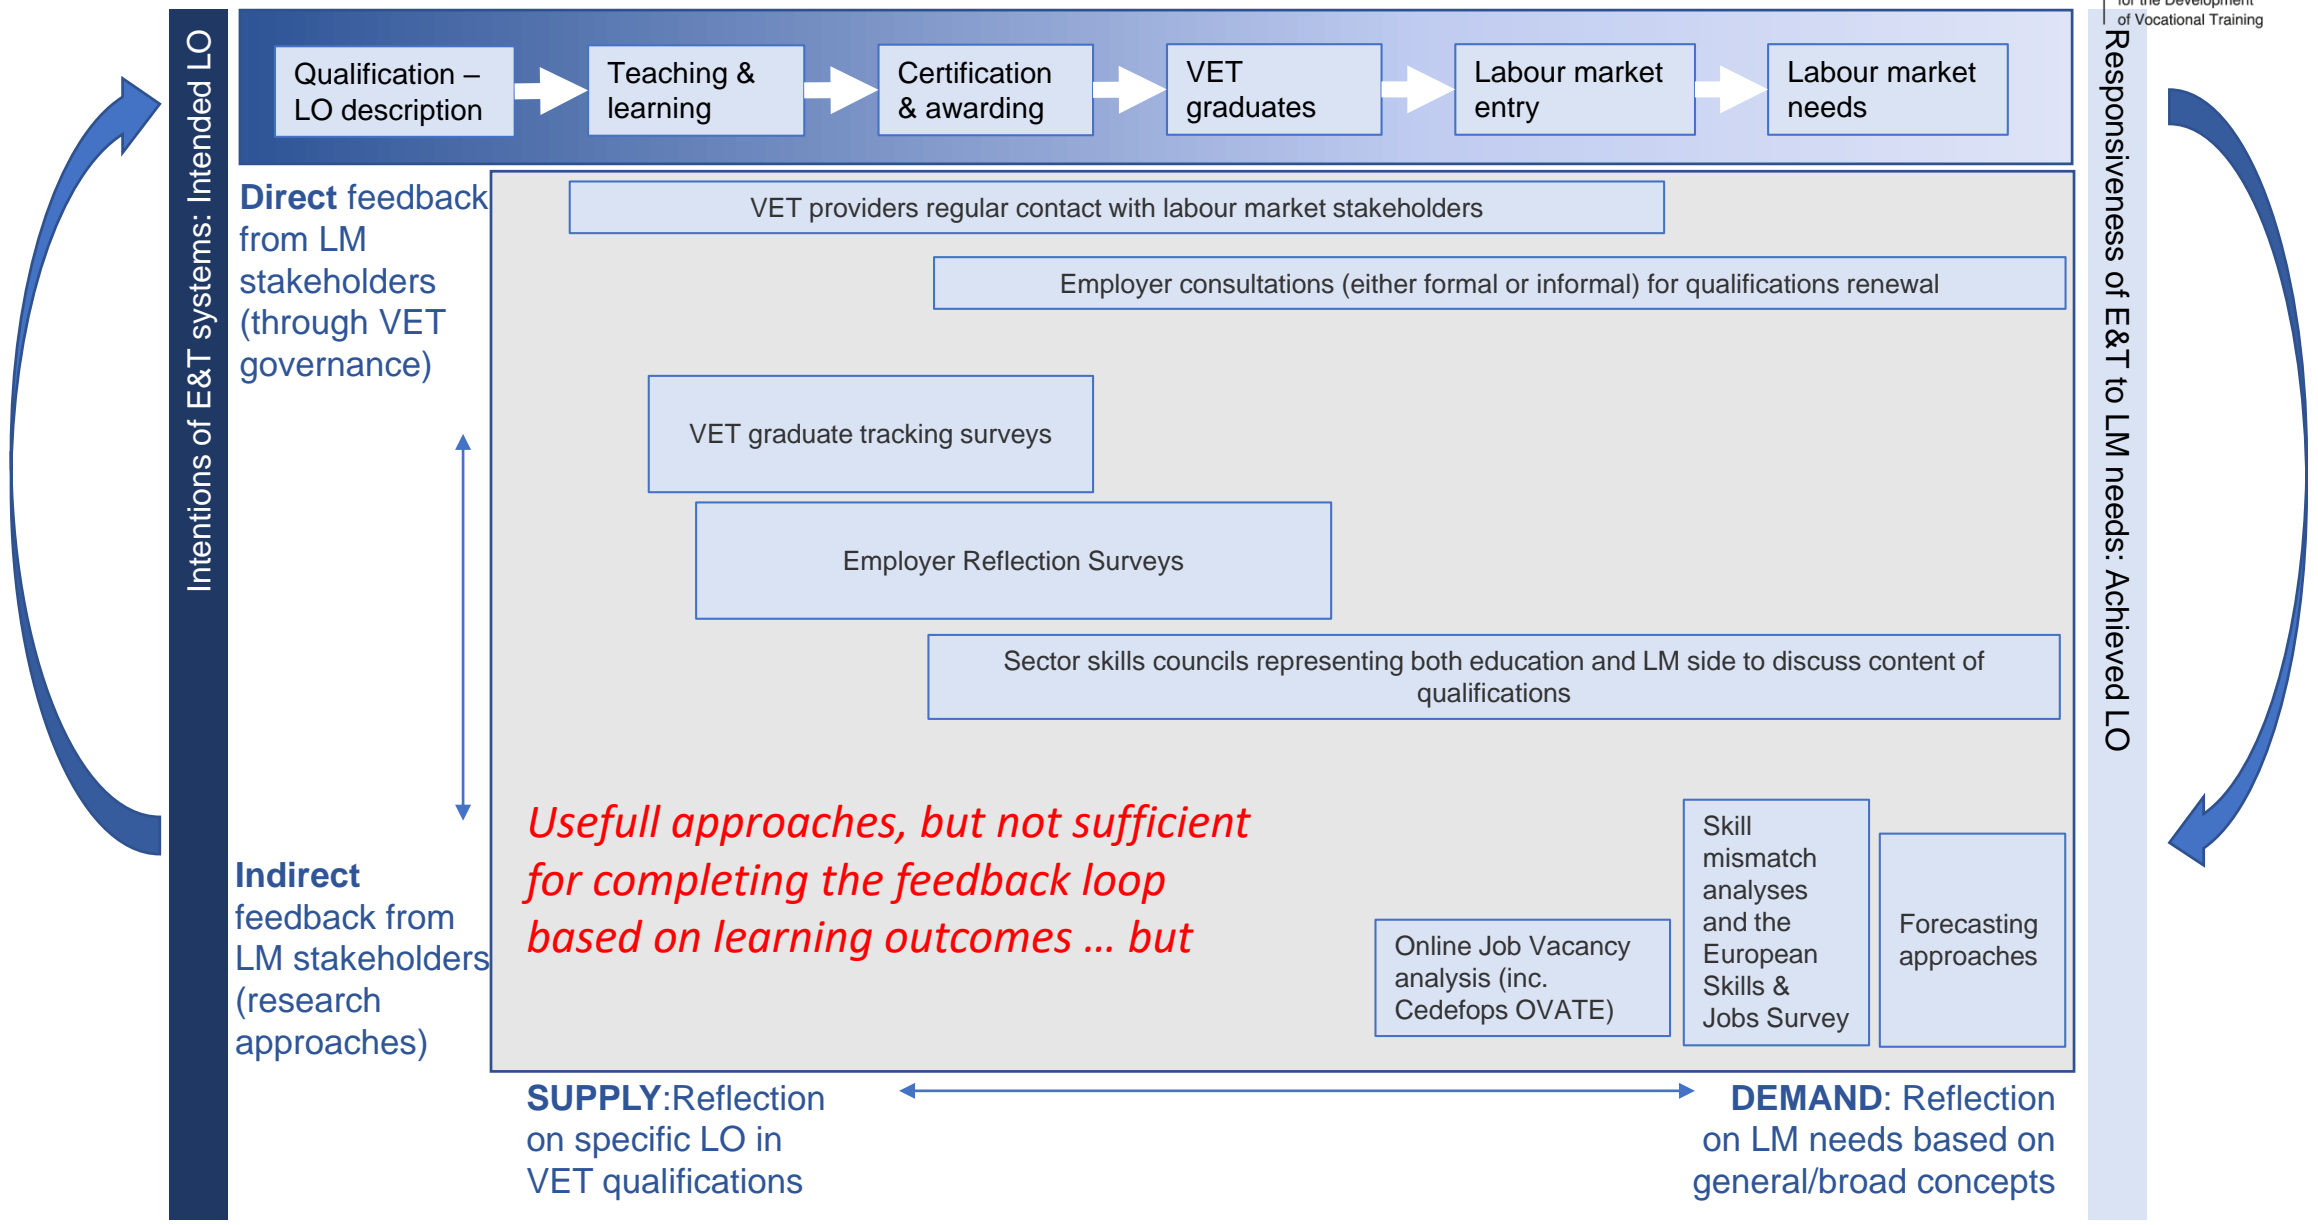 for the Development
of Vocational Training
Intentions of E&T systems: Intended LO
Qualification –
LO description
Teaching &
learning
Certification
& awarding
VET
graduates
Labour market
entry
Labour market
needs
Responsiveness of E&T to LM needs: Achieved LO
Direct feedback
from LM
stakeholders
(through VET
governance)
VET providers regular contact with labour market stakeholders
Employer consultations (either formal or informal) for qualifications renewal
VET graduate tracking surveys
Employer Reflection Surveys
Sector skills councils representing both education and LM side to discuss content of
qualifications
Usefull approaches, but not sufficient
for completing the feedback loop
based on learning outcomes ... but
Indirect
feedback from
LM stakeholders
(research
approaches)
Online Job Vacancy
analysis (inc.
Cedefops OVATE)
Skill
mismatch
analyses
and the
European
Skills &
Jobs Survey
Forecasting
approaches
SUPPLY:Reflection
on specific LO in
VET qualifications
DEMAND: Reflection
on LM needs based on
general/broad concepts